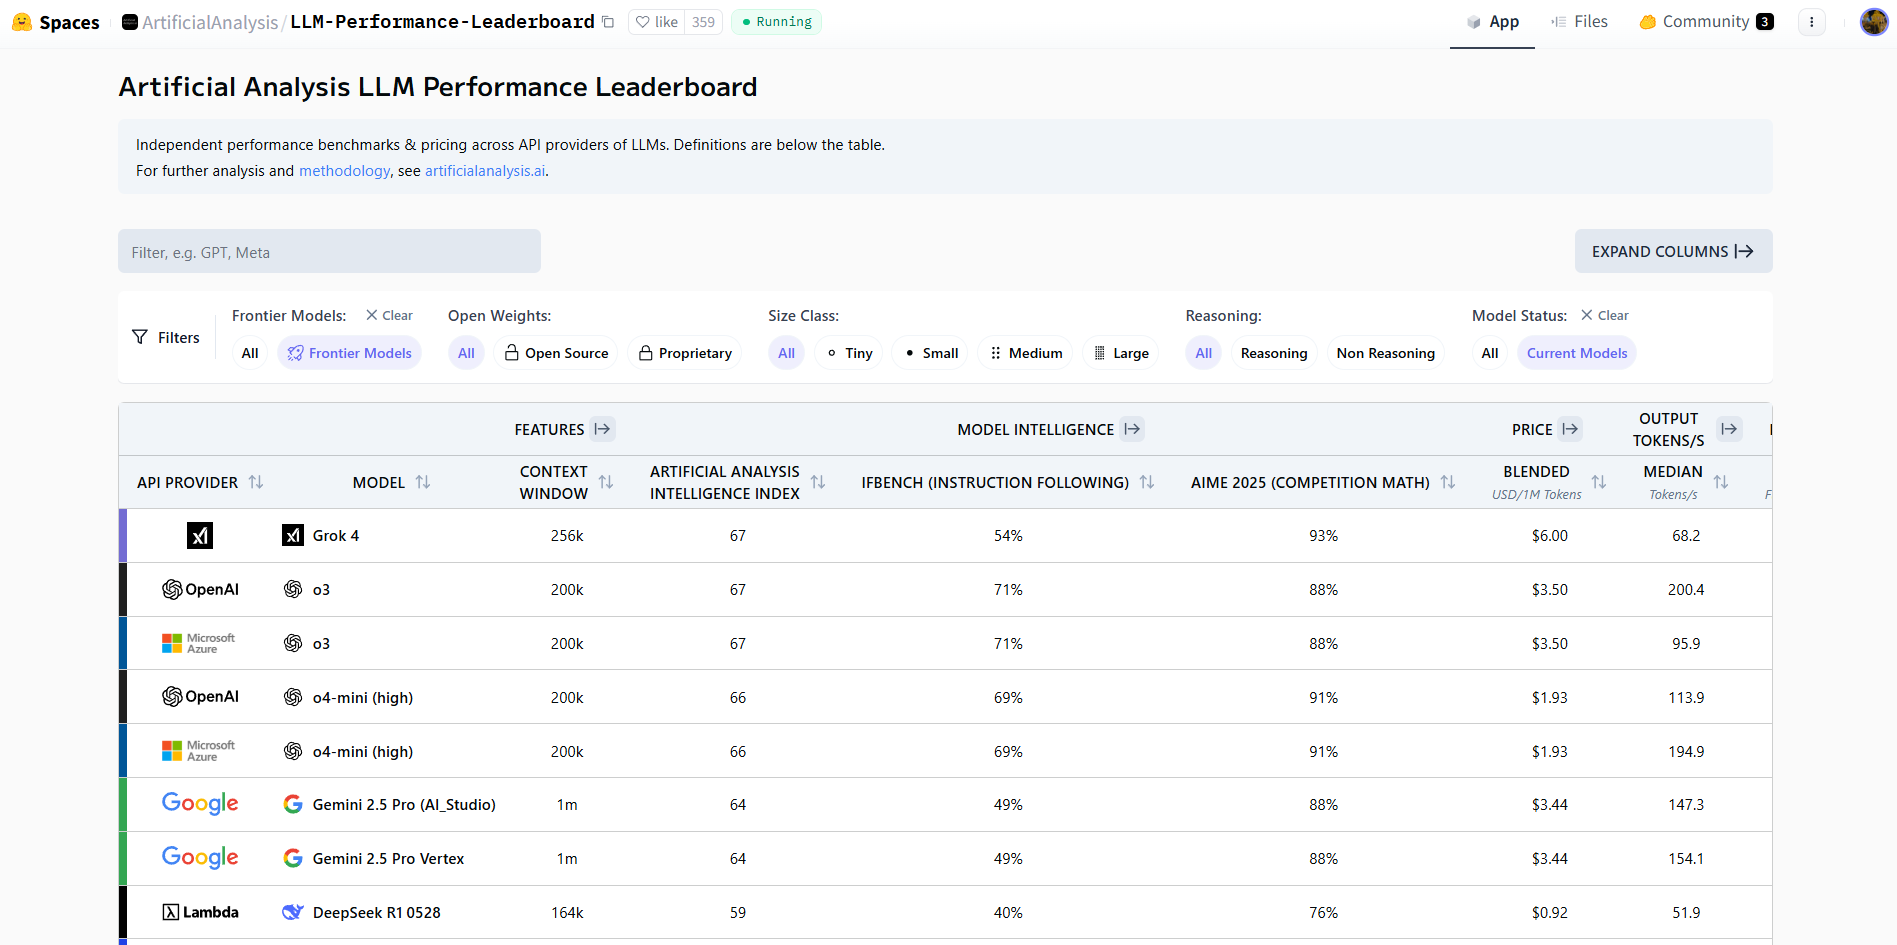 Spaces ArtificialAnalysis/LLM-Performance-Leaderboard like 359 Running App Files Community 3
Artificial Analysis LLM Performance Leaderboard
Independent performance benchmarks & pricing across API providers of LLMs. Definitions are below the table.
For further analysis and methodology, see artificialanalysis.ai.
Filter, e.g. GPT, Meta EXPAND COLUMNS
Filters
Frontier Models: Clear
All Frontier Models
Open Weights:
All Open Source Proprietary
Size Class:
All Tiny Small Medium Large
Reasoning:
All Reasoning Non Reasoning
Model Status: Clear
All Current Models
FEATURES MODEL INTELLIGENCE PRICE OUTPUT TOKENS/S
API PROVIDER MODEL CONTEXT WINDOW ARTIFICIAL ANALYSIS INTELLIGENCE INDEX IFBENCH (INSTRUCTION FOLLOWING) AIME 2025 (COMPETITION MATH) BLENDED USD/1M Tokens MEDIAN Tokens/s
xI xI Grok 4 256k 67 54% 93% $6.00 68.2
OpenAI o3 200k 67 71% 88% $3.50 200.4
Microsoft Azure o3 200k 67 71% 88% $3.50 95.9
OpenAI o4-mini (high) 200k 66 69% 91% $1.93 113.9
Microsoft Azure o4-mini (high) 200k 66 69% 91% $1.93 194.9
Google G Gemini 2.5 Pro (AI_Studio) 1m 64 49% 88% $3.44 147.3
Google G Gemini 2.5 Pro Vertex 1m 64 49% 88% $3.44 154.1
Lambda DeepSeek R1 0528 164k 59 40% 76% $0.92 51.9